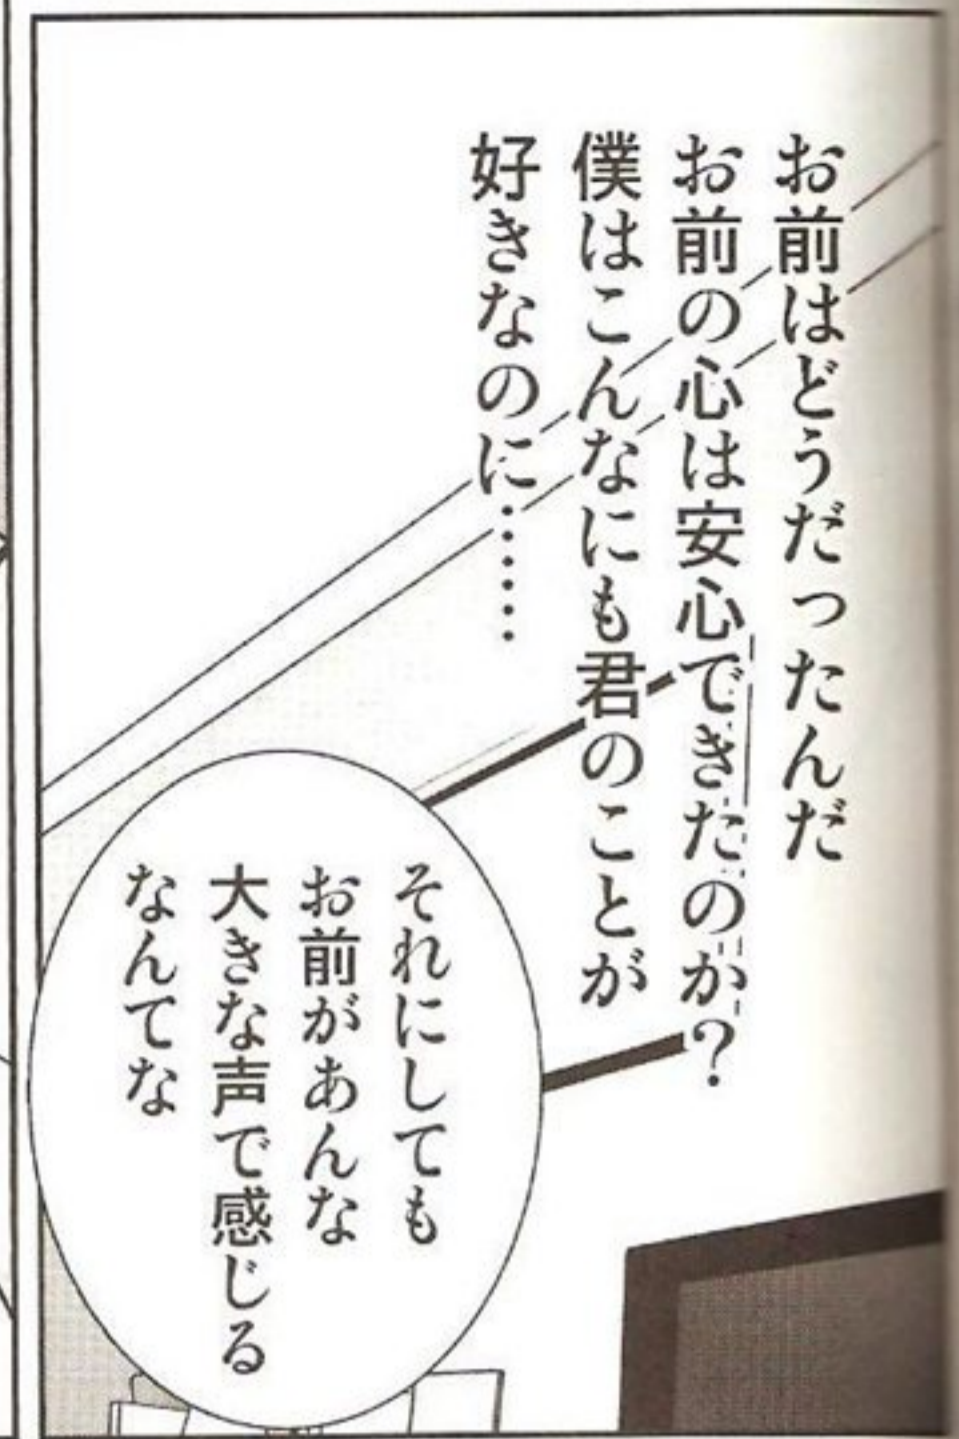 お前はどうだったんだ
お前の心は安心できたのか?
僕はこんなにも君のことが
好きなのに……
それにしても
お前があんな
大きな声で感じる
なんてな